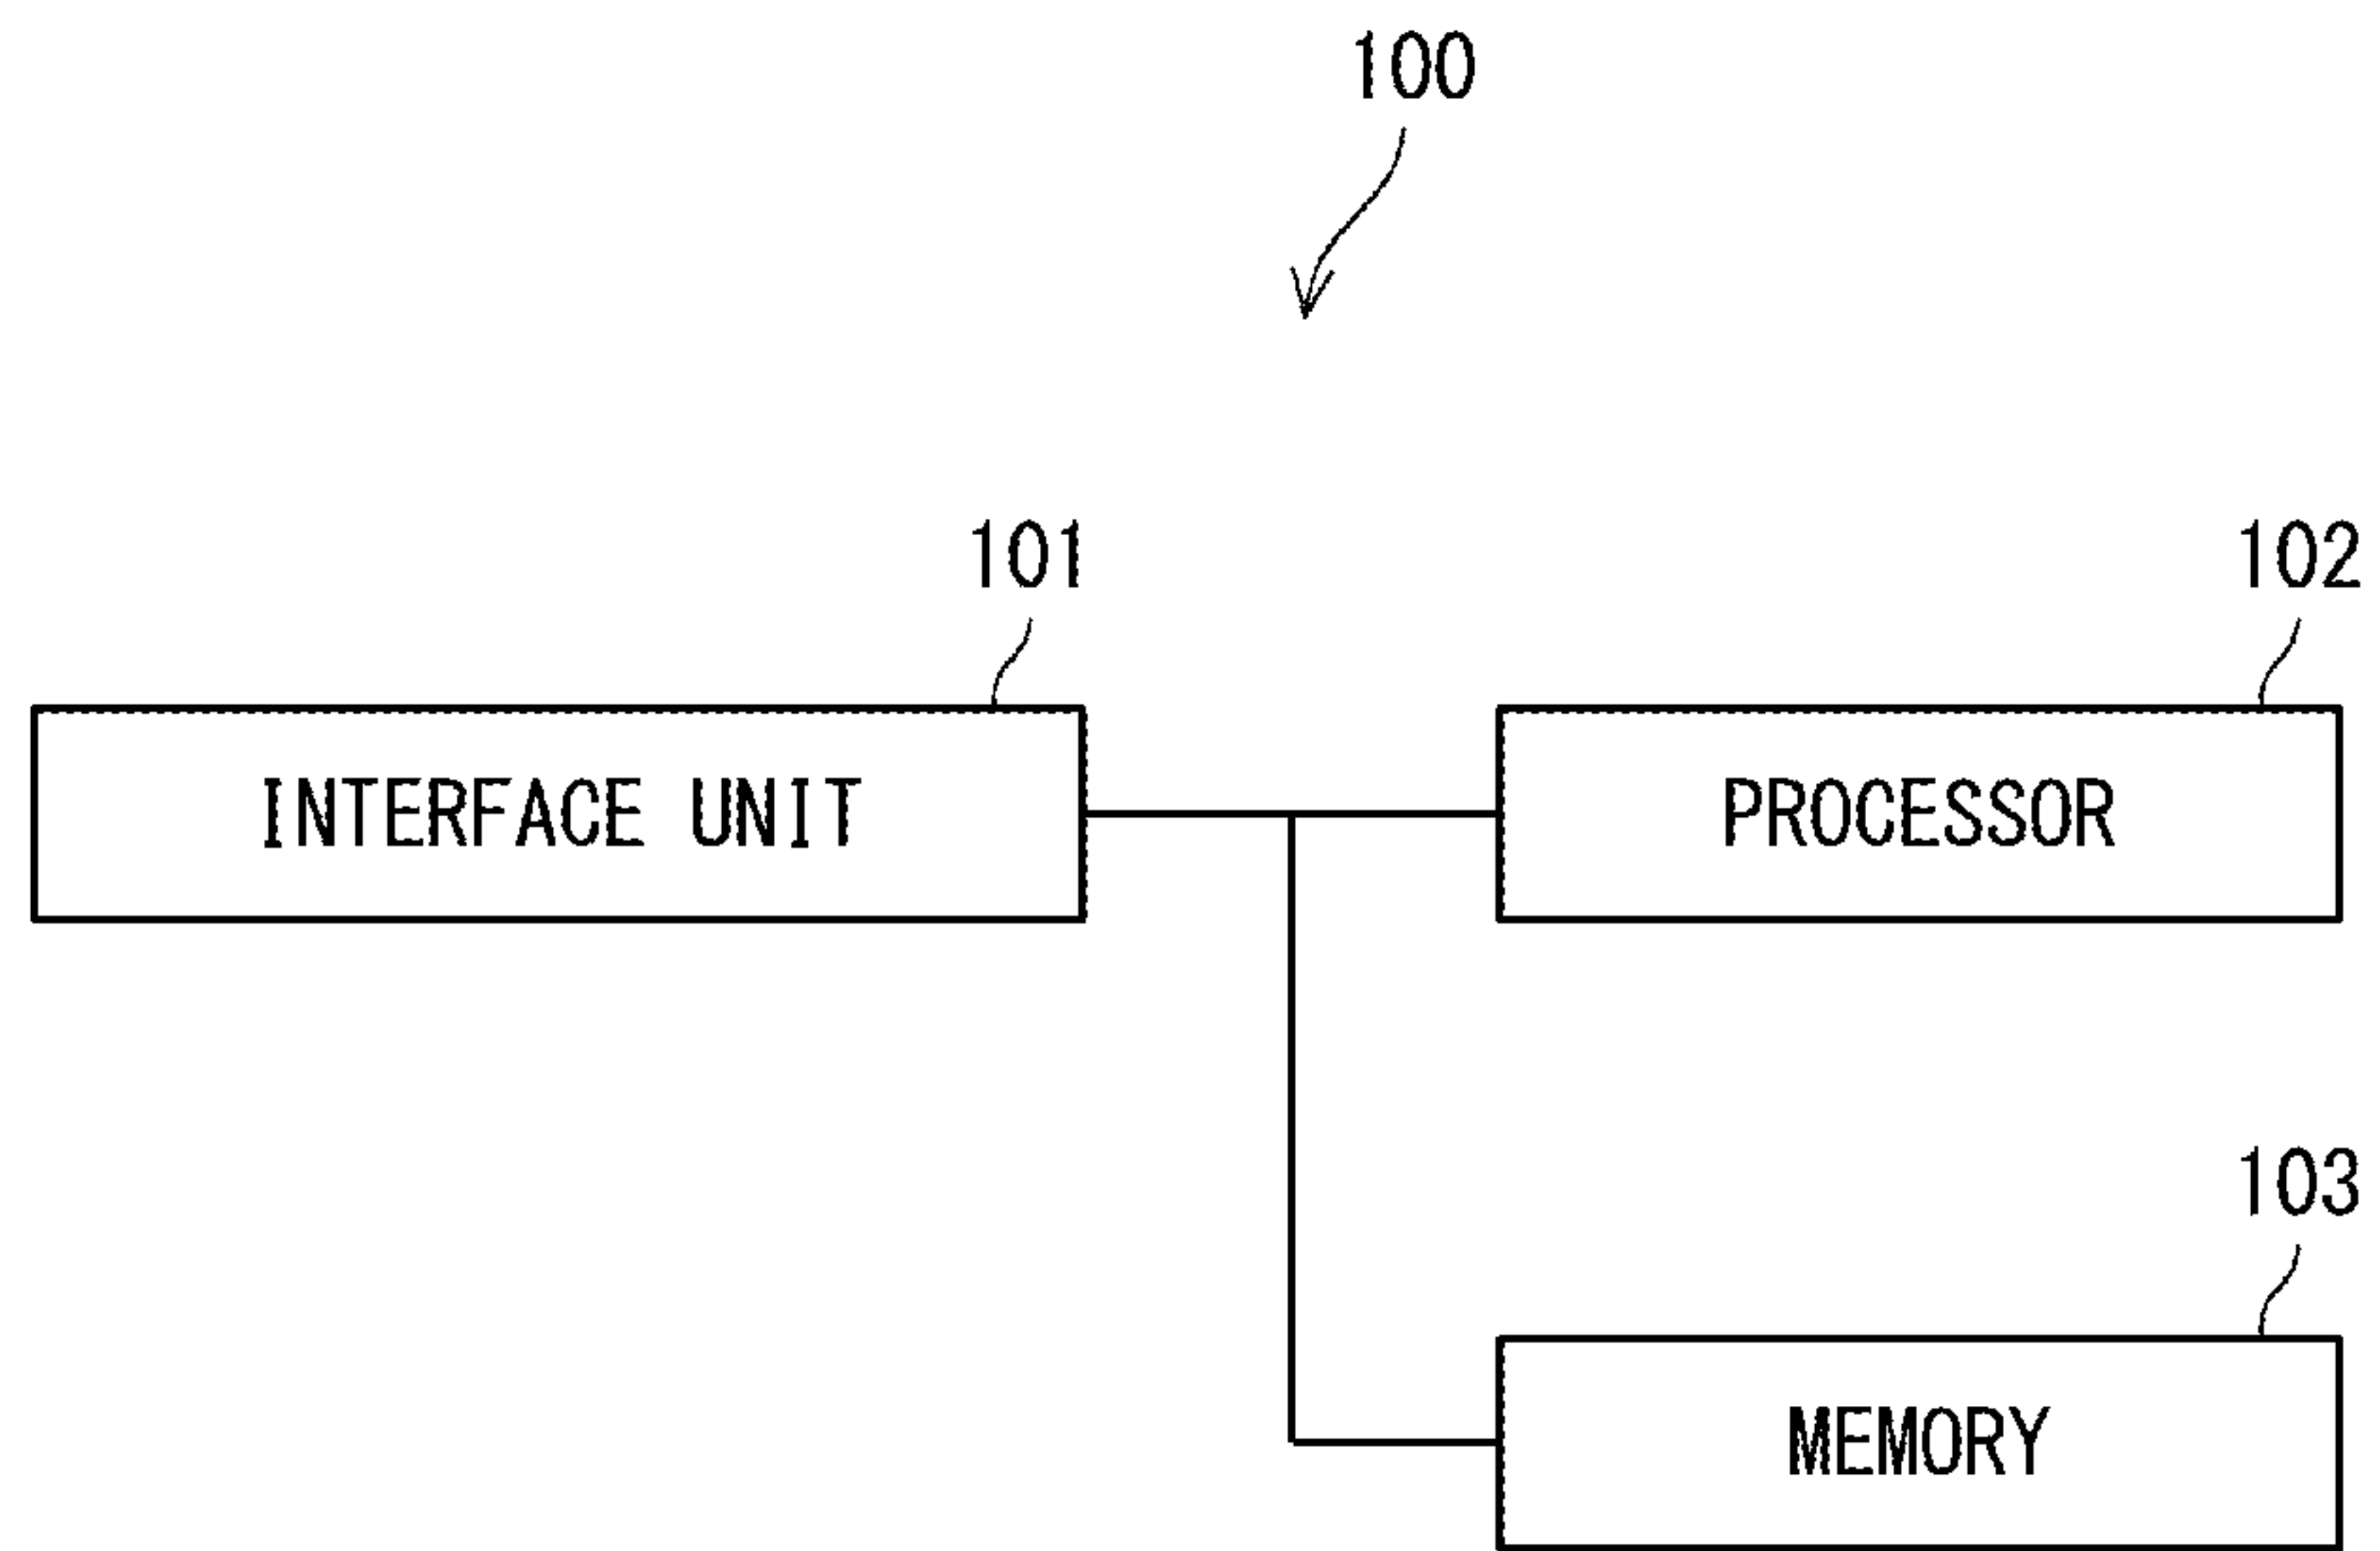 100
101
102
INTERFACE UNIT
PROCESSOR
103
MEMORY